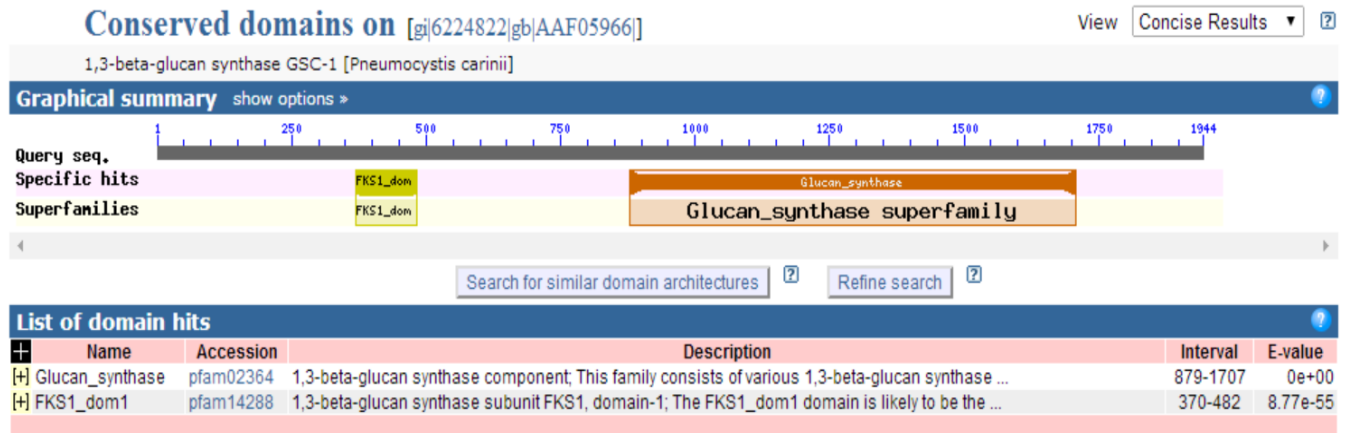 Conserved domains on [gi|6224822|gb|AAF05966|]
View Concise Results ▼ ?
1,3-beta-glucan synthase GSC-1 [Pneumocystis carinii]
Graphical summary show options » ?
1 250 500 750 1000 1250 1500 1750 1944
Query seq.
Specific hits FKS1_dom Glucan_synthase
Superfamilies FKS1_dom Glucan_synthase superfamily
Search for similar domain architectures ? Refine search ?
List of domain hits ?
+ Name Accession Description Interval E-value
[+] Glucan_synthase pfam02364 1,3-beta-glucan synthase component; This family consists of various 1,3-beta-glucan synthase ... 879-1707 0e+00
[+] FKS1_dom1 pfam14288 1,3-beta-glucan synthase subunit FKS1, domain-1; The FKS1_dom1 domain is likely to be the ... 370-482 8.77e-55